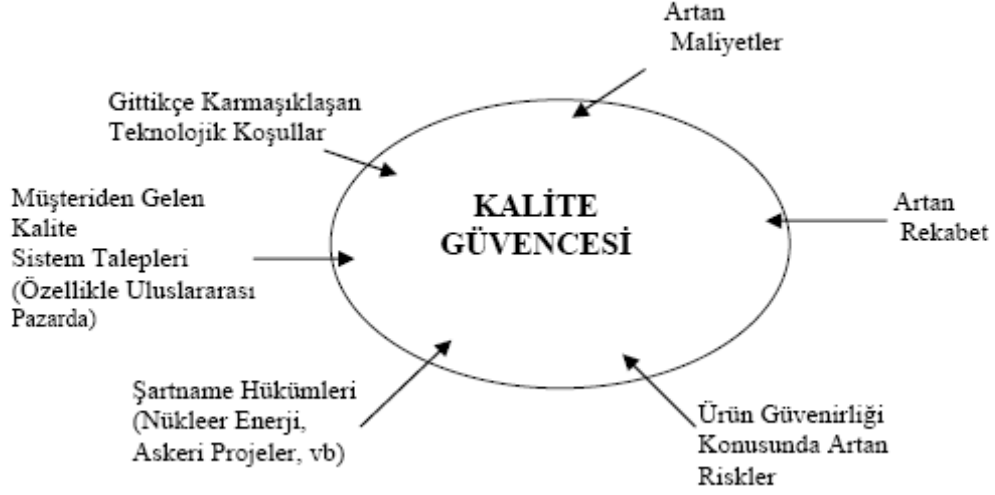 Artan
Maliyetler
Gittikçe Karmaşıklaşan
Teknolojik Koşullar
Müşteriden Gelen
Kalite
Sistem Talepleri
(Özellikle Uluslararası
Pazarda)
KALİTE
GÜVENCESİ
Artan
Rekabet
Şartname Hükümleri
(Nükleer Enerji,
Askeri Projeler, vb)
Ürün Güvenirliği
Konusunda Artan
Riskler